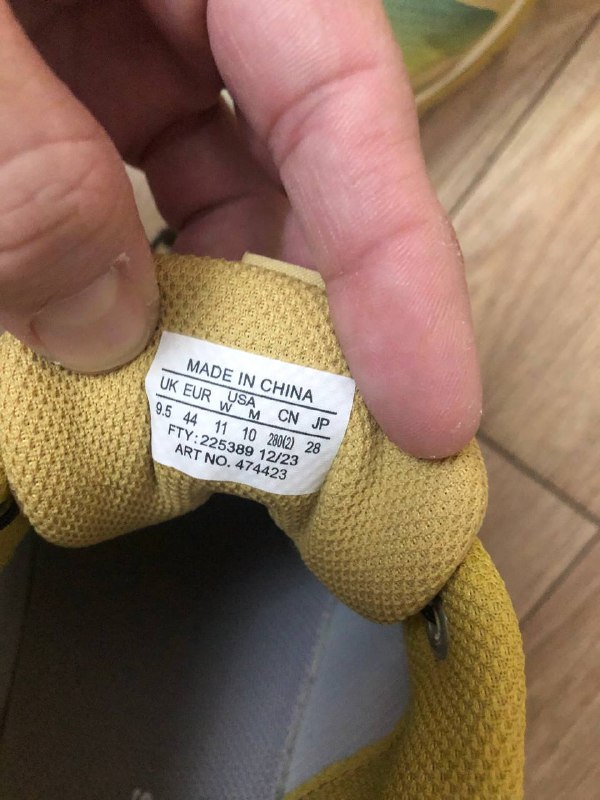 MADE IN CHINA
UK EUR USA CN JP
W M
9.5 44 11 10 280(2) 28
FTY: 225389 12/23
ART NO. 474423